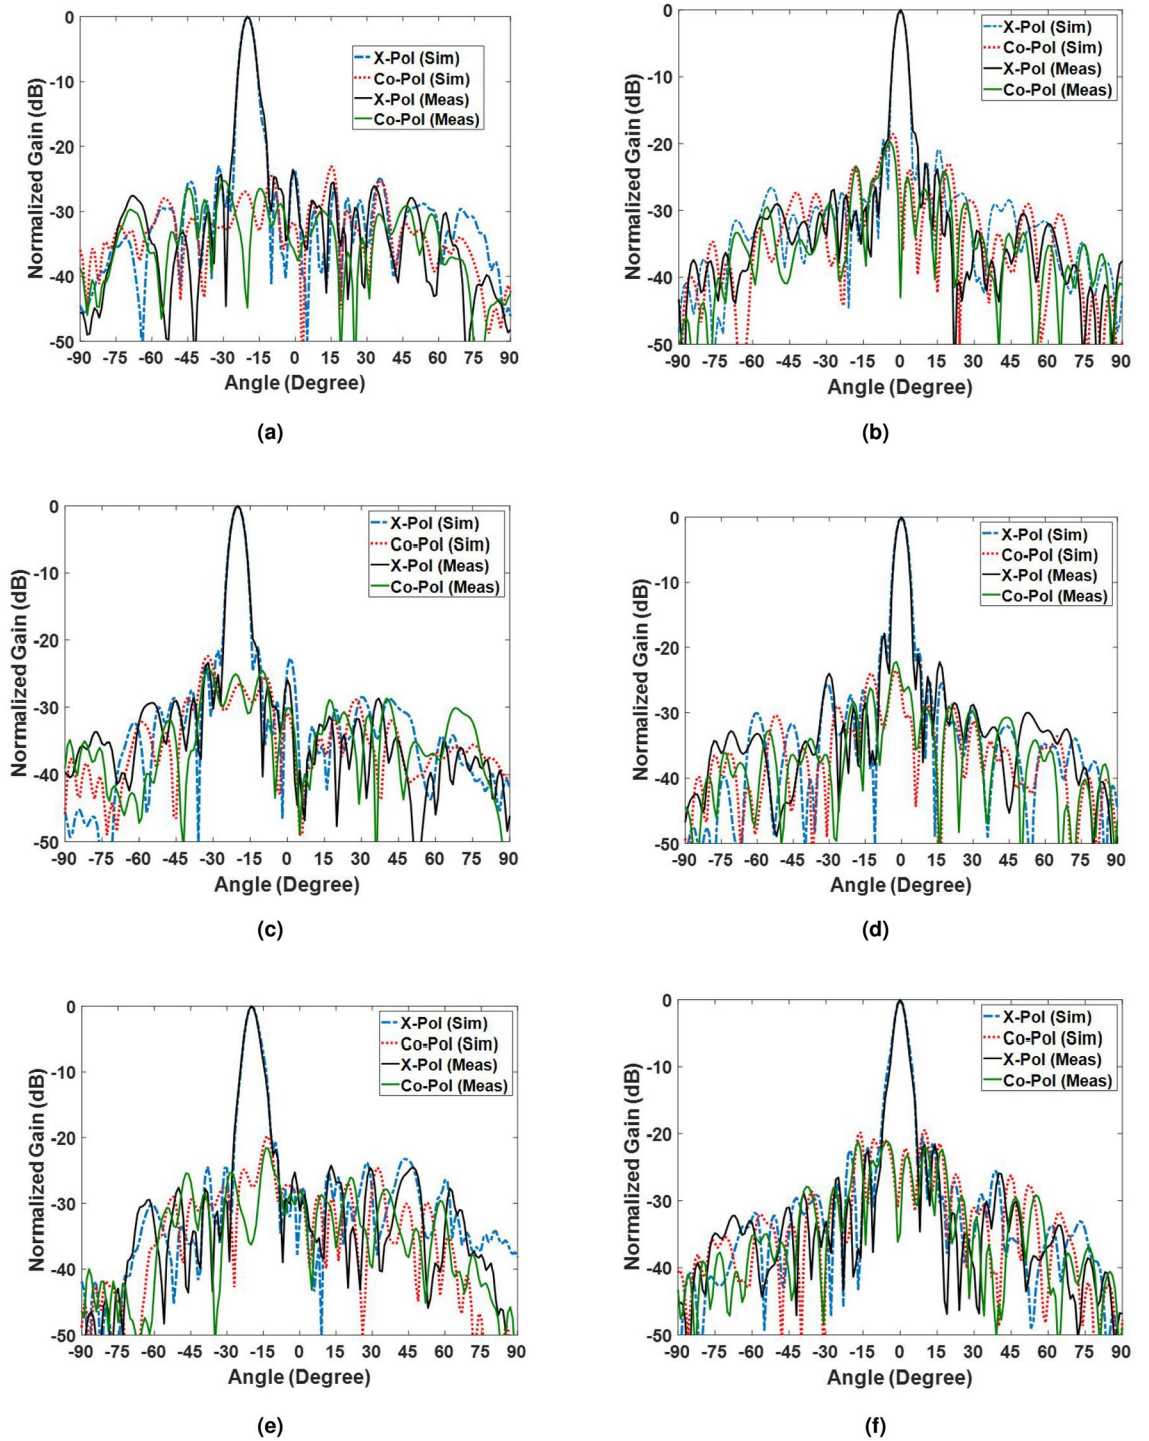 0
-10
-20
-30
-40
-50
Normalized Gain (dB)
X-Pol (Sim)
Co-Pol (Sim)
X-Pol (Meas)
Co-Pol (Meas)
-90 -75 -60 -45 -30 -15 0 15 30 45 60 75 90
Angle (Degree)
(a)
0
-10
-20
-30
-40
-50
Normalized Gain (dB)
X-Pol (Sim)
Co-Pol (Sim)
X-Pol (Meas)
Co-Pol (Meas)
-90 -75 -60 -45 -30 -15 0 15 30 45 60 75 90
Angle (Degree)
(b)
0
-10
-20
-30
-40
-50
Normalized Gain (dB)
X-Pol (Sim)
Co-Pol (Sim)
X-Pol (Meas)
Co-Pol (Meas)
-90 -75 -60 -45 -30 -15 0 15 30 45 60 75 90
Angle (Degree)
(c)
0
-10
-20
-30
-40
-50
Normalized Gain (dB)
X-Pol (Sim)
Co-Pol (Sim)
X-Pol (Meas)
Co-Pol (Meas)
-90 -75 -60 -45 -30 -15 0 15 30 45 60 75 90
Angle (Degree)
(d)
0
-10
-20
-30
-40
-50
Normalized Gain (dB)
X-Pol (Sim)
Co-Pol (Sim)
X-Pol (Meas)
Co-Pol (Meas)
-90 -75 -60 -45 -30 -15 0 15 30 45 60 75 90
Angle (Degree)
(e)
0
-10
-20
-30
-40
-50
Normalized Gain (dB)
X-Pol (Sim)
Co-Pol (Sim)
X-Pol (Meas)
Co-Pol (Meas)
-90 -75 -60 -45 -30 -15 0 15 30 45 60 75 90
Angle (Degree)
(f)